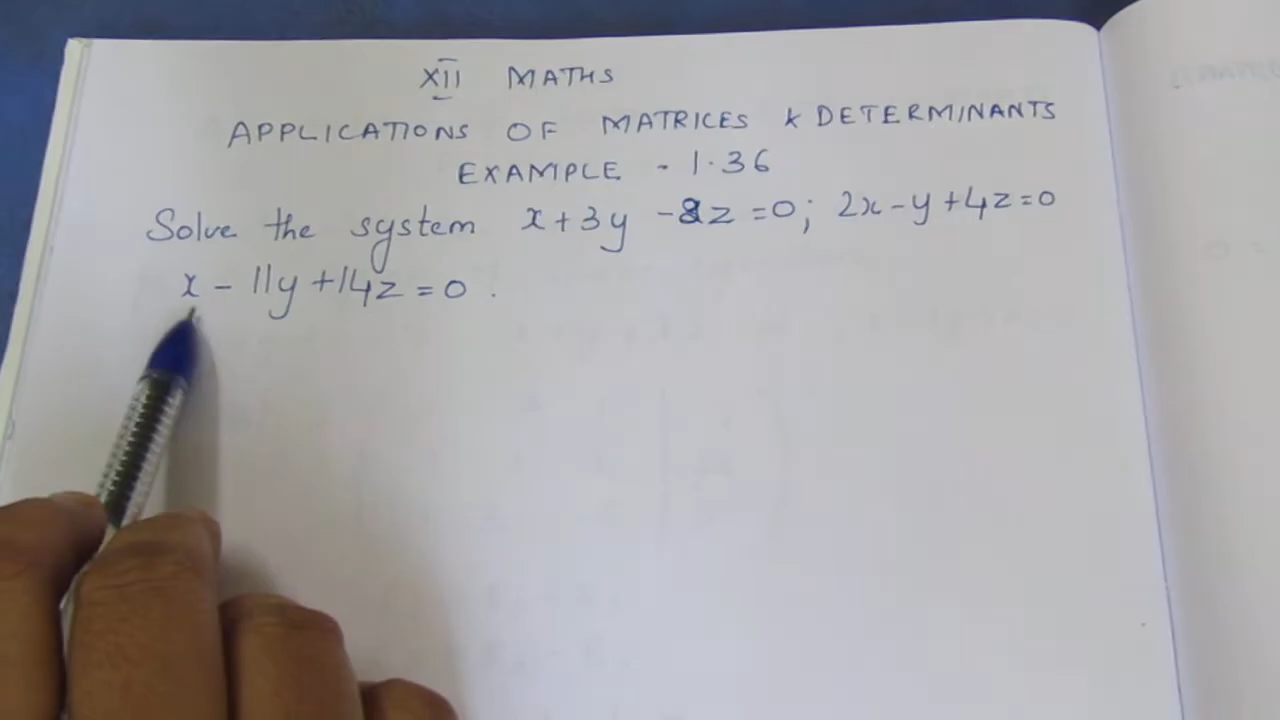 XII MATHS
APPLICATIONS OF MATRICES & DETERMINANTS
EXAMPLE - 1.36
Solve the system x+3y -2z=0; 2x-y+4z=0
x - 11y +14z = 0 .